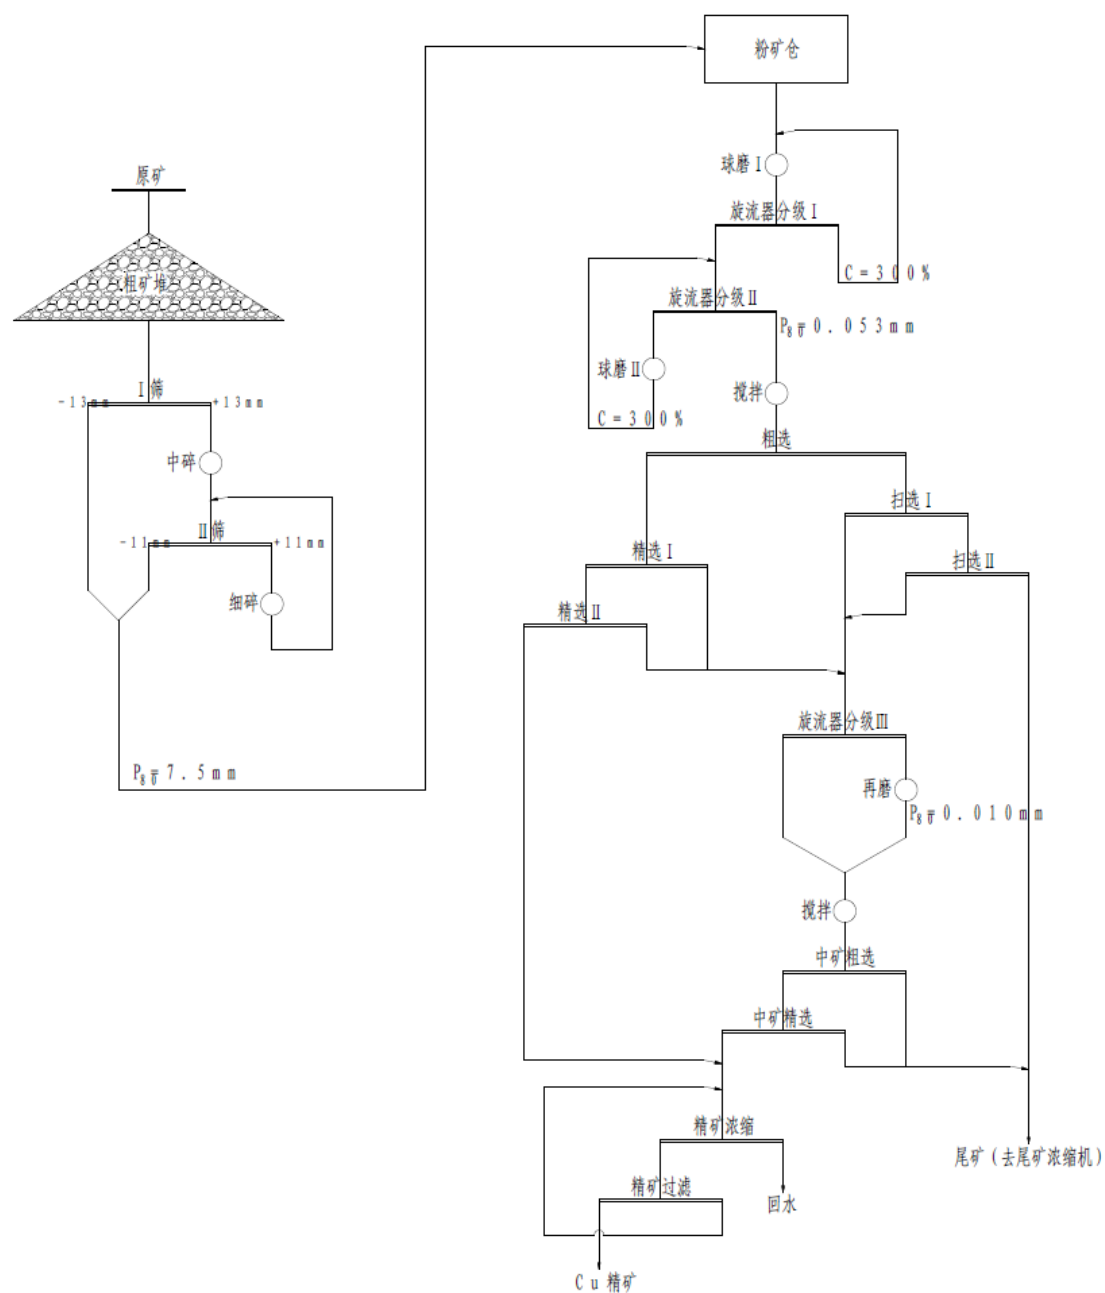 粉矿仓
原矿
球磨Ⅰ
旋流器分级Ⅰ
C=300%
粗矿堆
旋流器分级Ⅱ
P80=0.053mm
球磨Ⅱ
C=300%
搅拌
Ⅰ筛
-13mm
+13mm
中碎
粗选
扫选Ⅰ
Ⅱ筛
-11mm
+11mm
精选Ⅰ
扫选Ⅱ
细碎
精选Ⅱ
旋流器分级Ⅲ
P80=7.5mm
再磨
P80=0.010mm
搅拌
中矿粗选
中矿精选
精矿浓缩
尾矿(去尾矿浓缩机)
精矿过滤
回水
Cu精矿